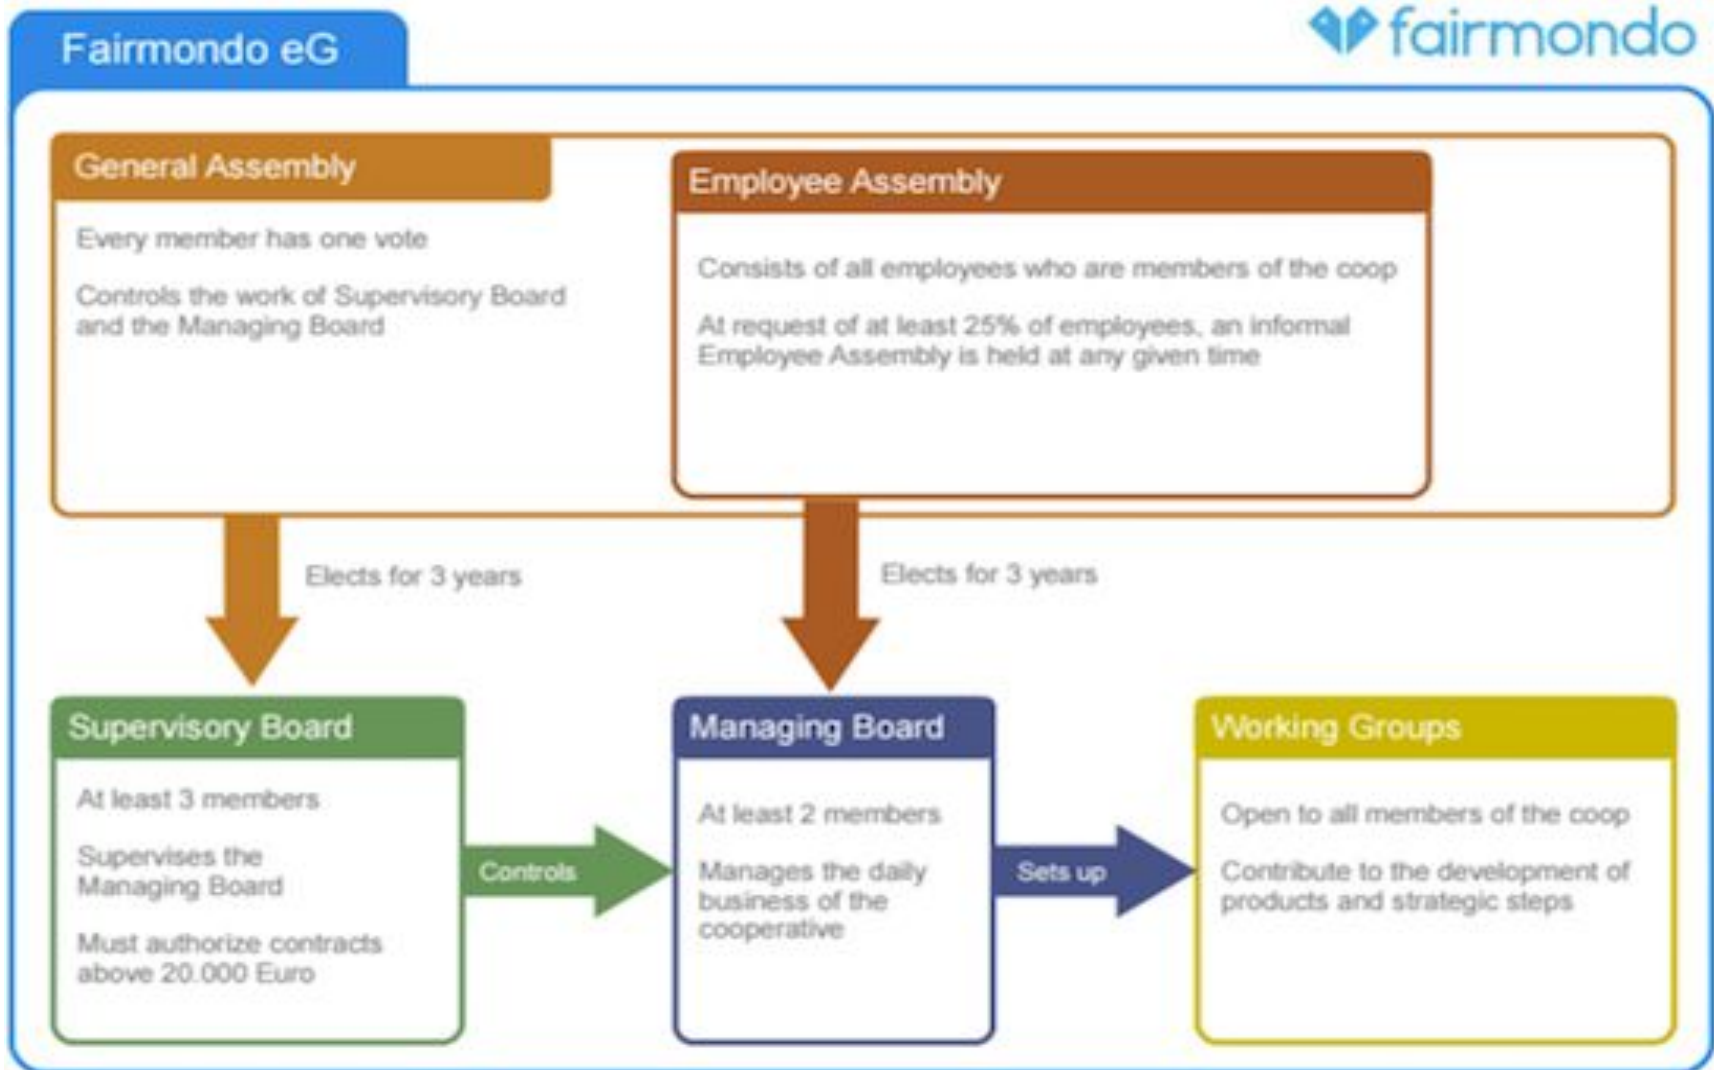 Fairmondo eG
fairmondo
General Assembly
Every member has one vote
Controls the work of Supervisory Board
and the Managing Board
Employee Assembly
Consists of all employees who are members of the coop
At request of at least 25% of employees, an informal
Employee Assembly is held at any given time
Elects for 3 years
Elects for 3 years
Supervisory Board
At least 3 members
Supervises the
Managing Board
Must authorize contracts
above 20.000 Euro
Controls
Managing Board
At least 2 members
Manages the daily
business of the
cooperative
Sets up
Working Groups
Open to all members of the coop
Contribute to the development of
products and strategic steps